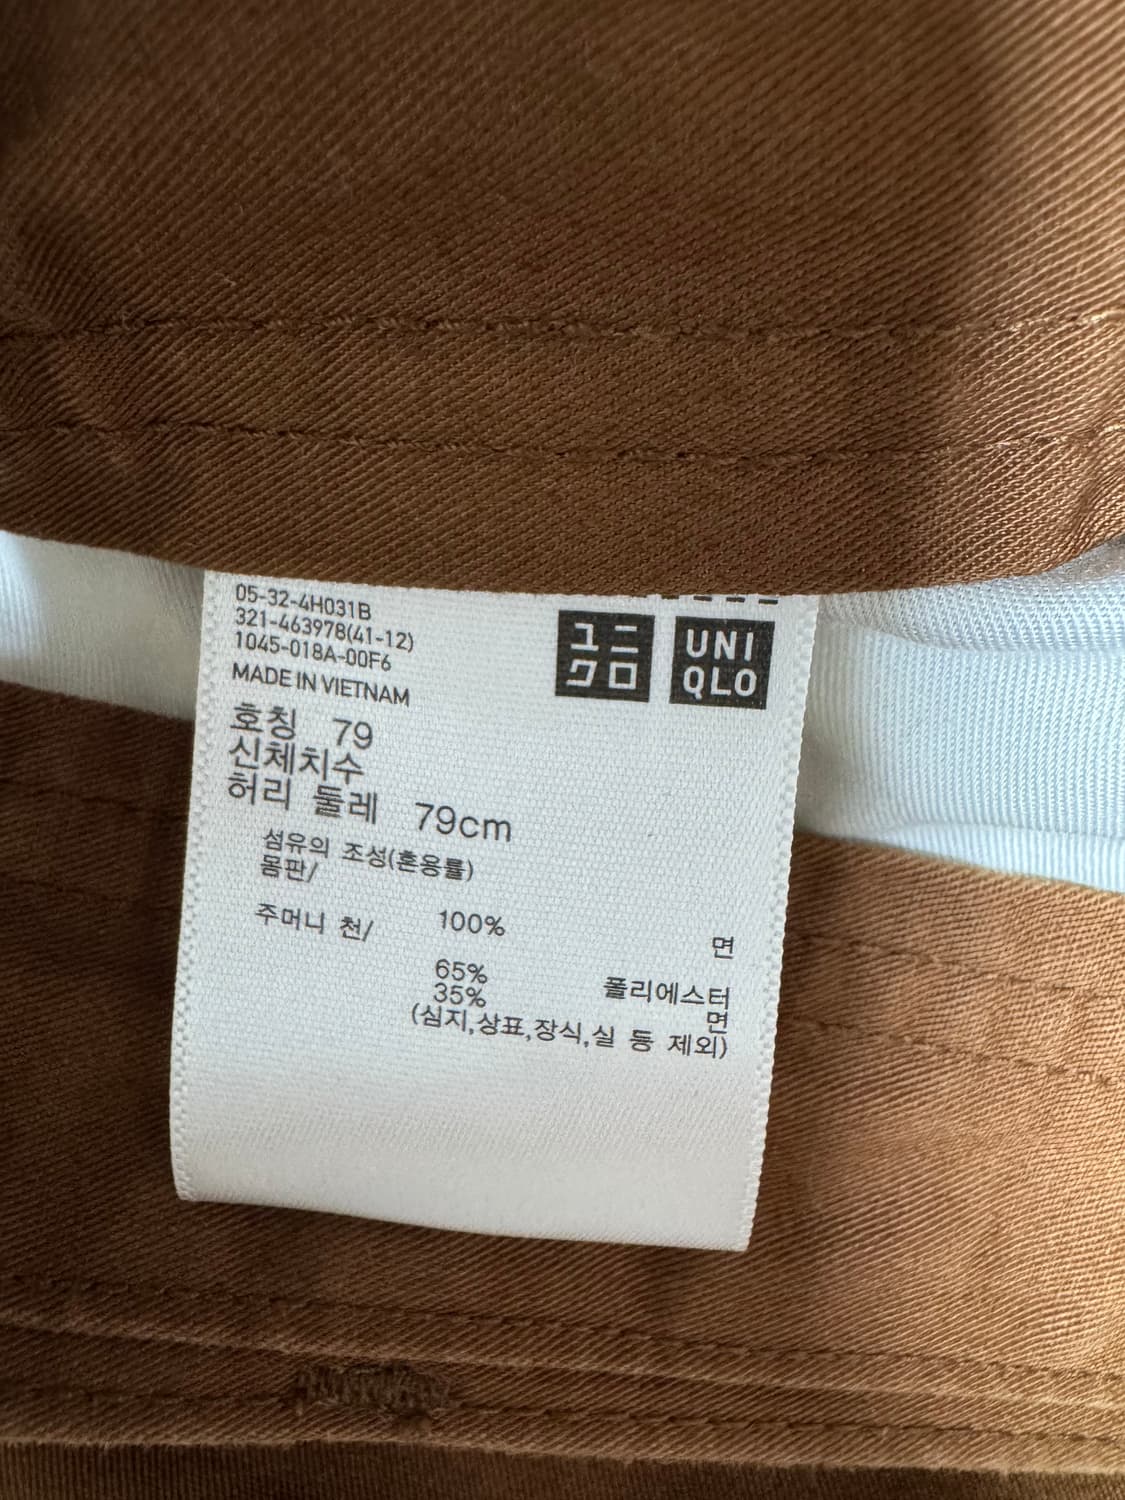 05-32-4H031B
321-463978(41-12)
1045-018A-00F6
MADE IN VIETNAM
ユニ
クロ
UNI
QLO
호칭 79
신체치수
허리 둘레 79cm
섬유의 조성(혼용률)
몸판/
100% 면
주머니 천/
65% 폴리에스터
35% 면
(심지,상표,장식,실 등 제외)